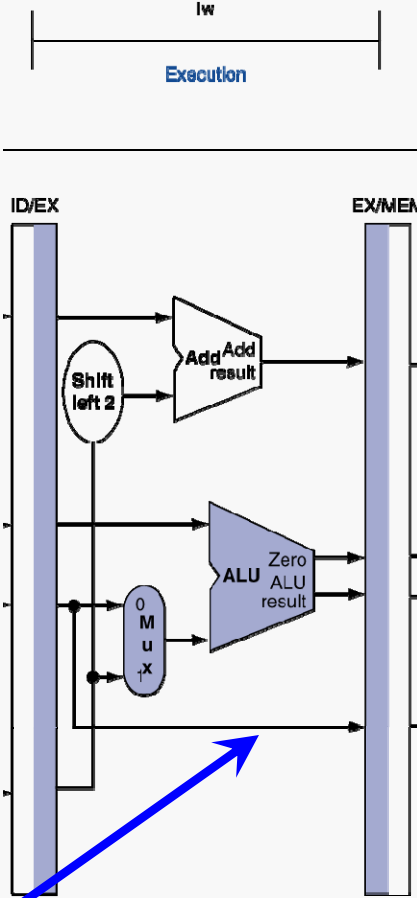 lw
Execution
ID/EX
EX/MEM
Add
Add
result
Shift
left 2
Zero
ALU
ALU
result
0
M
u
x
1